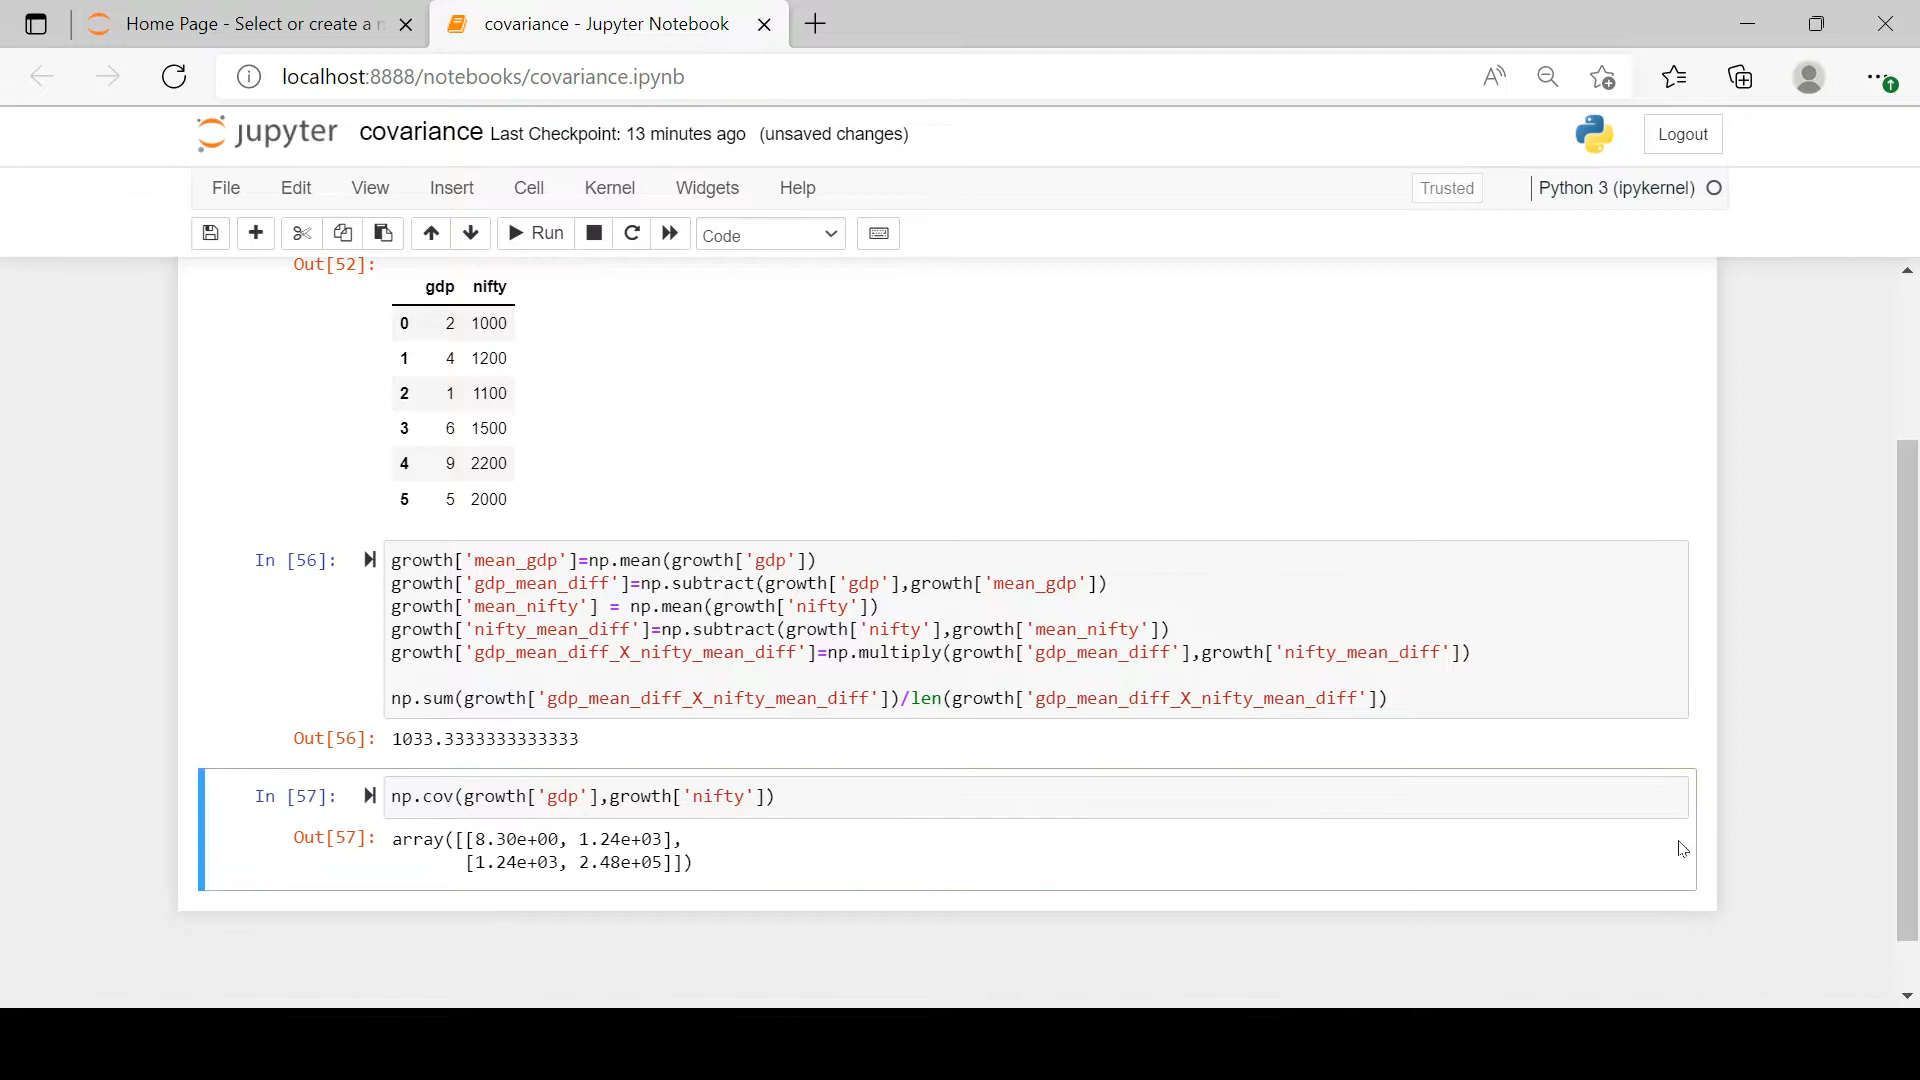 Home Page - Select or create a n
covariance - Jupyter Notebook
localhost:8888/notebooks/covariance.ipynb
jupyter covariance Last Checkpoint: 13 minutes ago (unsaved changes)
Logout
File Edit View Insert Cell Kernel Widgets Help
Trusted
Python 3 (ipykernel)
Run
Code
Out[52]:
gdp nifty
0 2 1000
1 4 1200
2 1 1100
3 6 1500
4 9 2200
5 5 2000
In [56]: growth['mean_gdp']=np.mean(growth['gdp'])
growth['gdp_mean_diff']=np.subtract(growth['gdp'],growth['mean_gdp'])
growth['mean_nifty'] = np.mean(growth['nifty'])
growth['nifty_mean_diff']=np.subtract(growth['nifty'],growth['mean_nifty'])
growth['gdp_mean_diff_X_nifty_mean_diff']=np.multiply(growth['gdp_mean_diff'],growth['nifty_mean_diff'])
np.sum(growth['gdp_mean_diff_X_nifty_mean_diff'])/len(growth['gdp_mean_diff_X_nifty_mean_diff'])
Out[56]: 1033.3333333333333
In [57]: np.cov(growth['gdp'],growth['nifty'])
Out[57]: array([[8.30e+00, 1.24e+03],
[1.24e+03, 2.48e+05]])